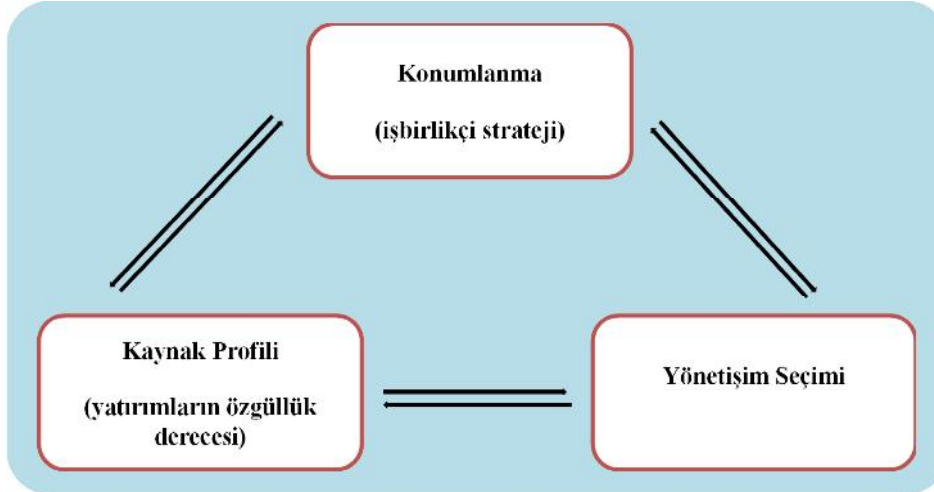 Konumlanma
(işbirlikçi strateji)
Kaynak Profili
(yatırımların özgüllük
derecesi)
Yönetişim Seçimi